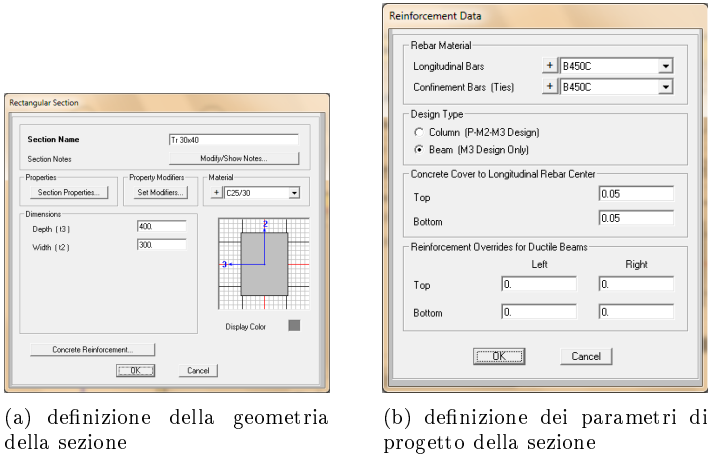 Rectangular Section
Section Name
Tr 30x40
Section Notes
Modify/Show Notes...
Properties
Section Properties...
Property Modifiers
Set Modifiers...
Material
+ C25/30
Dimensions
Depth ( t3 )
400.
Width ( t2 )
300.
2
3
Display Color
Concrete Reinforcement...
OK
Cancel
(a) definizione della geometria
della sezione
Reinforcement Data
Rebar Material
Longitudinal Bars
+ B450C
Confinement Bars (Ties)
+ B450C
Design Type
Column (P-M2-M3 Design)
Beam (M3 Design Only)
Concrete Cover to Longitudinal Rebar Center
Top
0.05
Bottom
0.05
Reinforcement Overrides for Ductile Beams
Left Right
Top 0. 0.
Bottom 0. 0.
OK
Cancel
(b) definizione dei parametri di
progetto della sezione